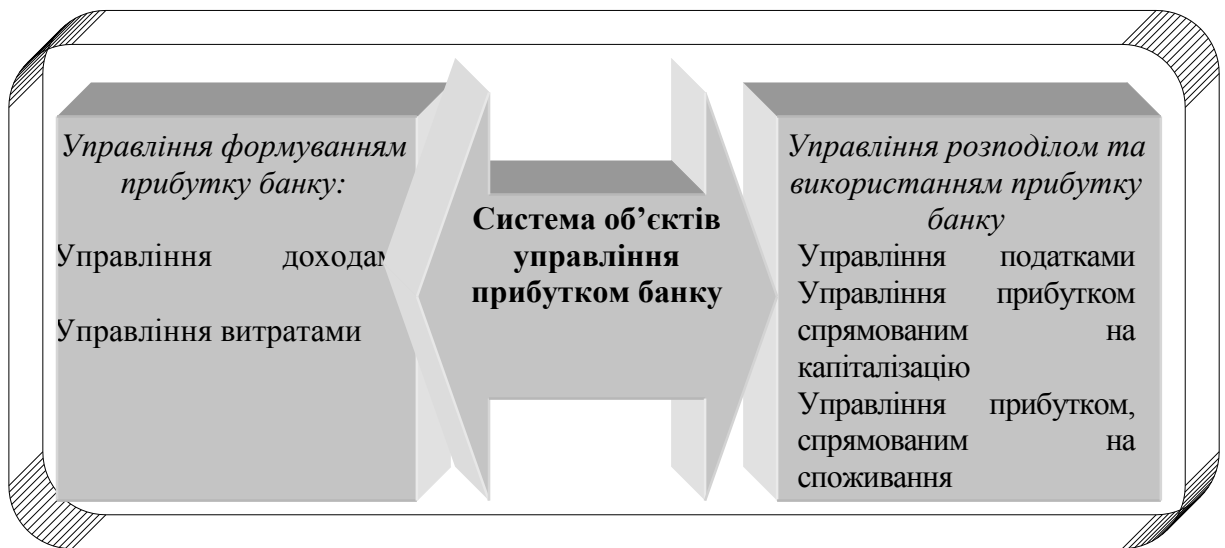 Управління формуванням
прибутку банку:
Управління доходам
Управління витратами
Система об’єктів
управління
прибутком банку
Управління розподілом та
використанням прибутку
банку
Управління податками
Управління прибутком
спрямованим на
капіталізацію
Управління прибутком,
спрямованим на
споживання